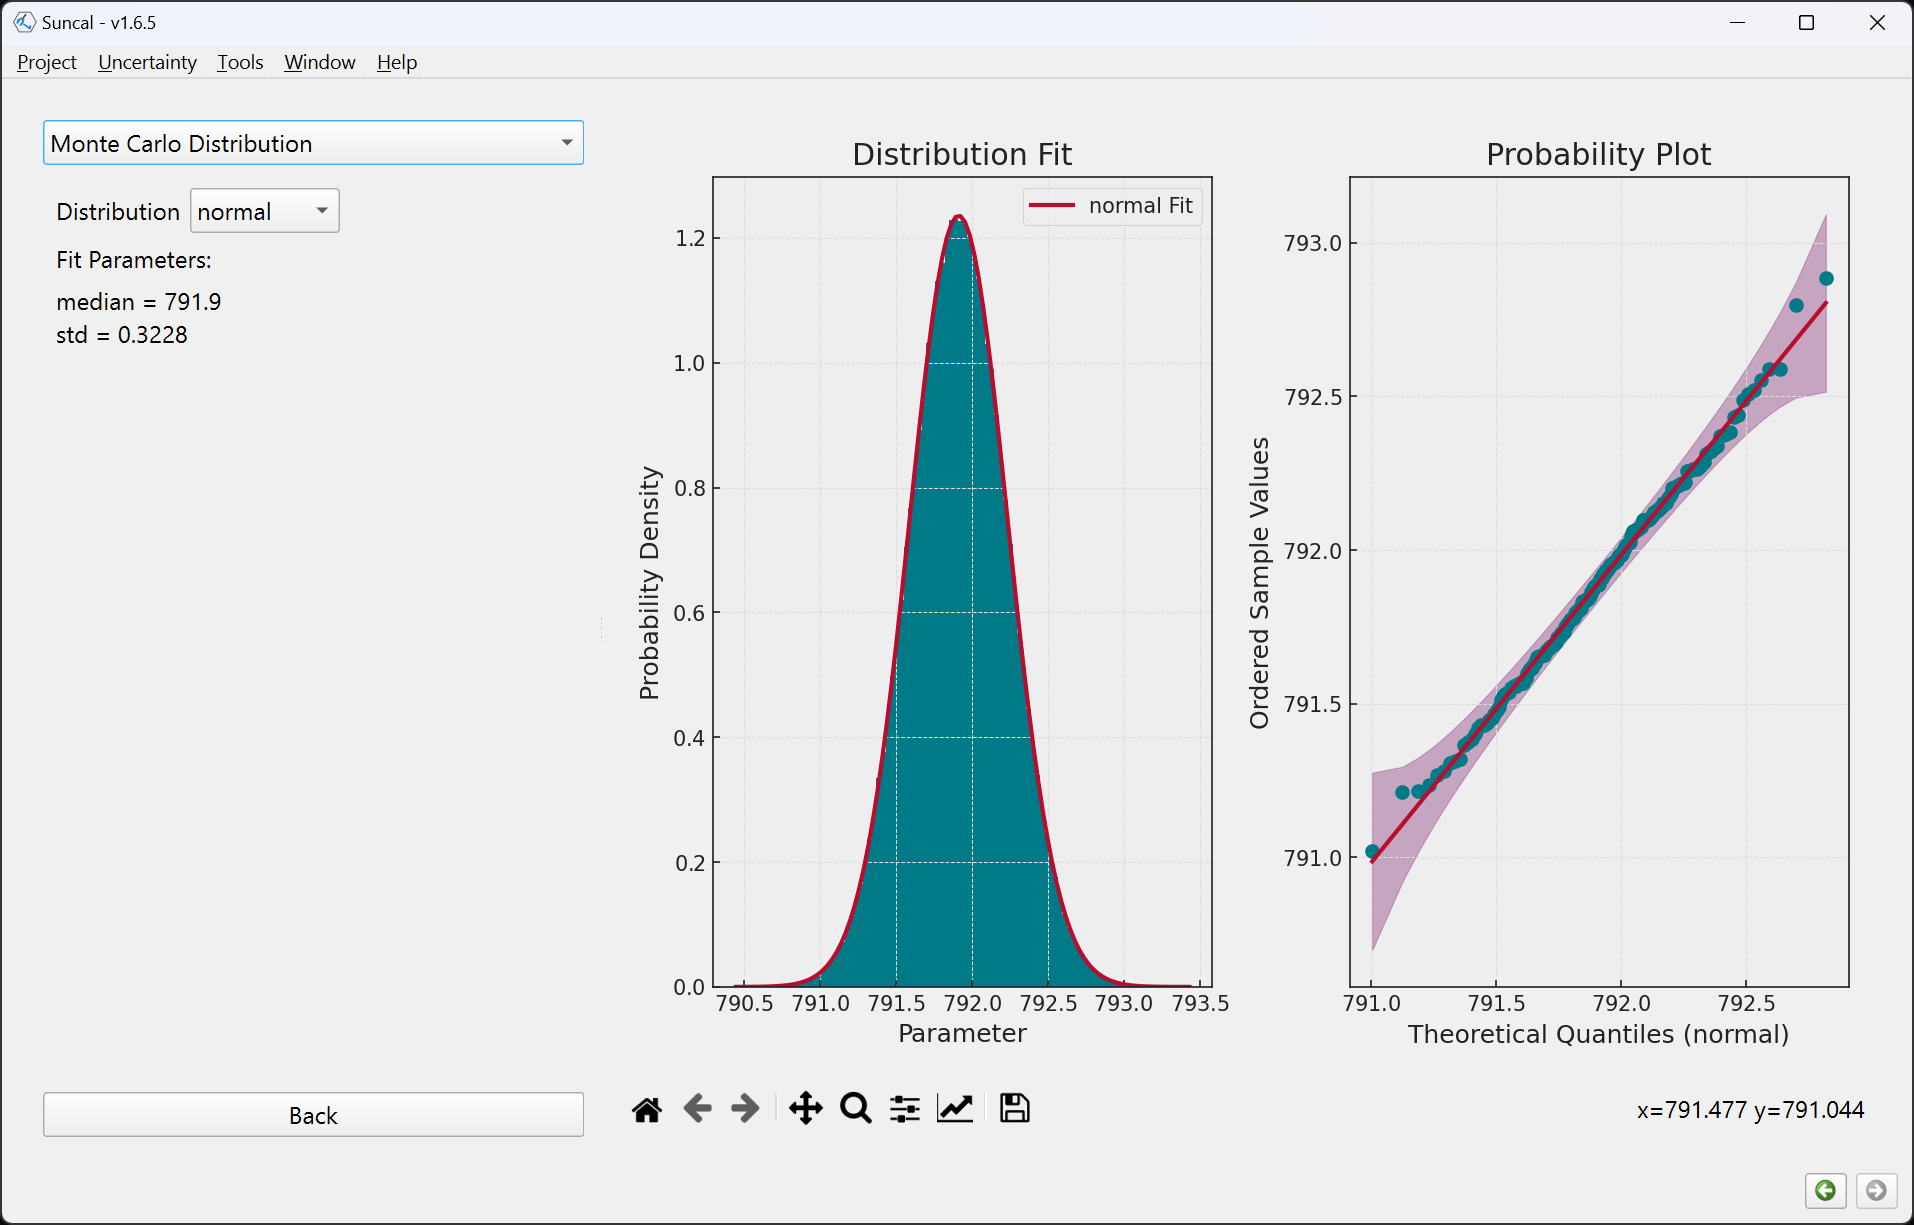 Suncal - v1.6.5
Project Uncertainty Tools Window Help
Monte Carlo Distribution
Distribution normal
Fit Parameters:
median = 791.9
std = 0.3228
Back
Distribution Fit
normal Fit
Probability Density
1.2
1.0
0.8
0.6
0.4
0.2
0.0
790.5 791.0 791.5 792.0 792.5 793.0 793.5
Parameter
Probability Plot
Ordered Sample Values
793.0
792.5
792.0
791.5
791.0
791.0 791.5 792.0 792.5
Theoretical Quantiles (normal)
x=791.477 y=791.044